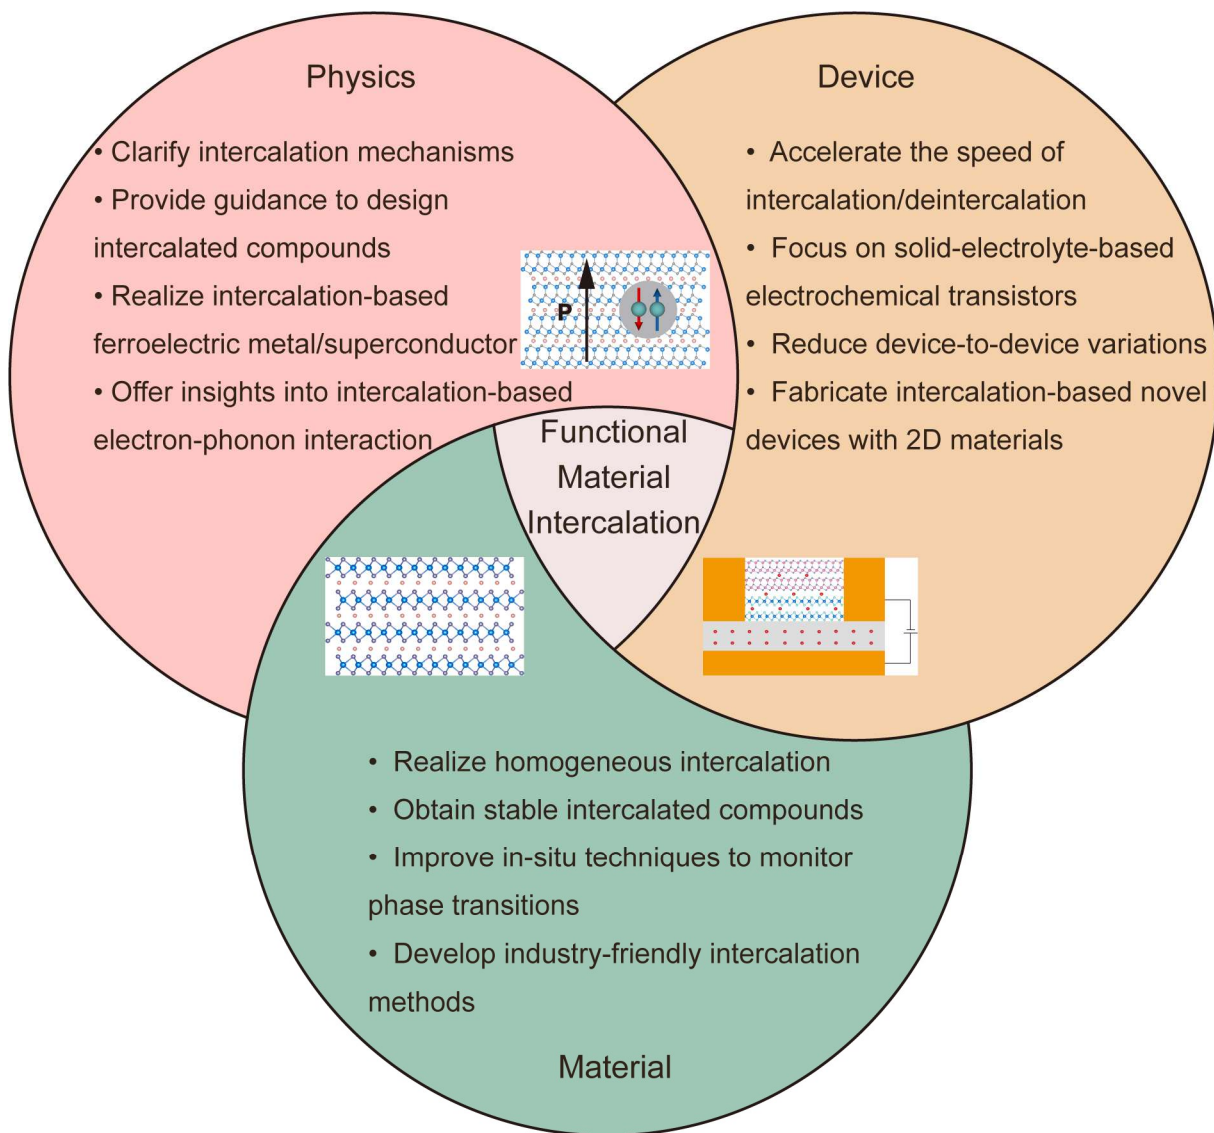 Physics
• Clarify intercalation mechanisms
• Provide guidance to design
intercalated compounds
• Realize intercalation-based
ferroelectric metal/superconductor
• Offer insights into intercalation-based
electron-phonon interaction
P
Device
• Accelerate the speed of
intercalation/deintercalation
• Focus on solid-electrolyte-based
electrochemical transistors
• Reduce device-to-device variations
• Fabricate intercalation-based novel
devices with 2D materials
Functional
Material
Intercalation
• Realize homogeneous intercalation
• Obtain stable intercalated compounds
• Improve in-situ techniques to monitor
phase transitions
• Develop industry-friendly intercalation
methods
Material